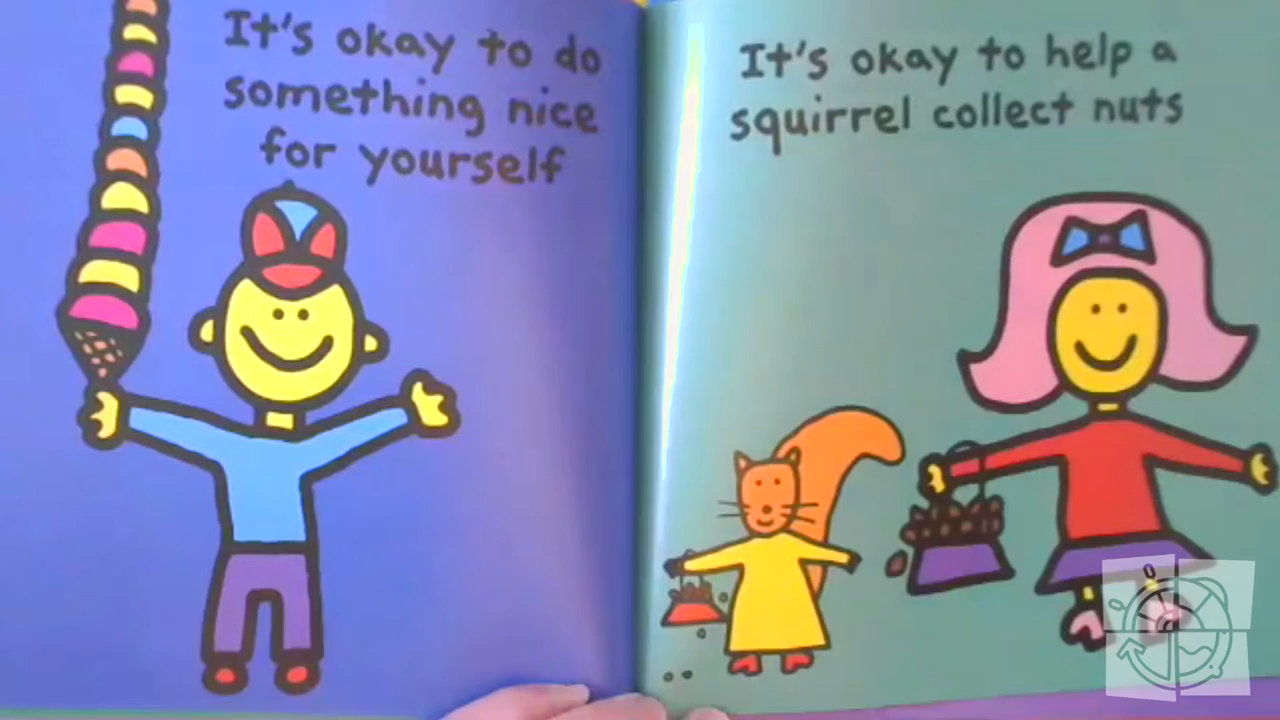 It's okay to do
something nice
for yourself
It's okay to help a
squirrel collect nuts